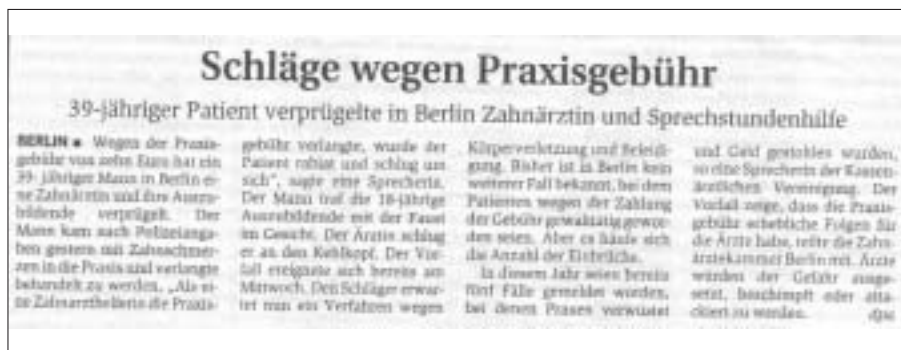 Schläge wegen Praxisgebühr
39-jähriger Patient verprügelte in Berlin Zahnärztin und Sprechstundenhilfe
BERLIN ● Wegen der Praxis-
gebühr von zehn Euro hat ein
39-jähriger Mann in Berlin ei-
ne Zahnärztin und ihre Auszu-
bildende verprügelt. Der
Mann kam nach Polizeianga-
ben gestern mit Zahnschmer-
zen in die Praxis und verlangte
behandelt zu werden. „Als ei-
ne Zahnarzthelferin die Praxis-
gebühr verlangte, wurde der
Patient rabiat und schlug um
sich“, sagte eine Sprecherin.
Der Mann traf die 18-jährige
Auszubildende mit der Faust
im Gesicht. Der Ärztin schlug
er an den Kehlkopf. Der Vor-
fall ereignete sich bereits am
Mittwoch. Den Schläger erwar-
tet nun ein Verfahren wegen
Körperverletzung und Beleidi-
gung. Bisher ist in Berlin kein
weiterer Fall bekannt, bei dem
Patienten wegen der Zahlung
der Gebühr gewalttätig gewor-
den seien. Aber es häufe sich
die Anzahl der Einbrüche.
In diesem Jahr seien bereits
fünf Fälle gemeldet worden,
bei denen Praxen verwüstet
und Geld gestohlen wurden,
so eine Sprecherin der Kassen-
ärztlichen Vereinigung. Der
Vorfall zeige, dass die Praxis-
gebühr erhebliche Folgen für
die Ärzte habe, teilte die Zahn-
ärztekammer Berlin mit. Ärzte
würden der Gefahr ausge-
setzt, beschimpft oder atta-
ckiert zu werden.